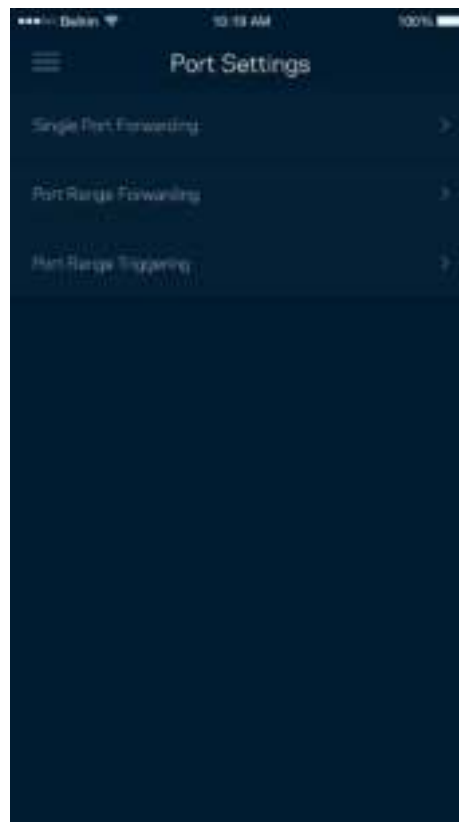 Belkin 10:19 AM 100%
Port Settings
Single Port Forwarding
Port Range Forwarding
Port Range Triggering